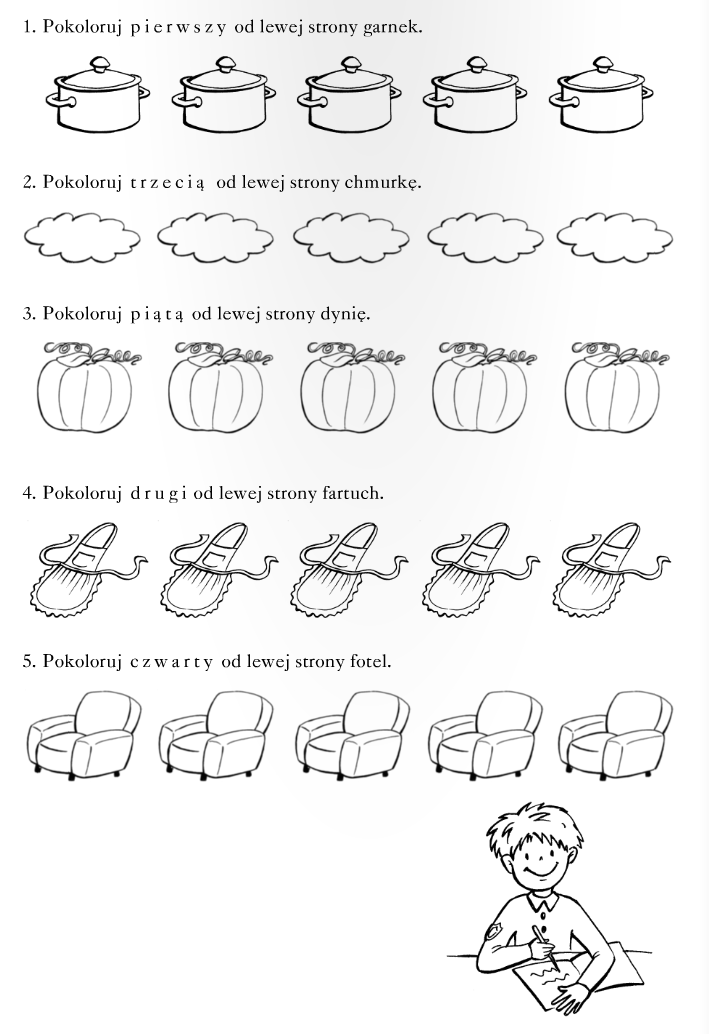 1. Pokoloruj p i e r w s z y od lewej strony garnek.
2. Pokoloruj t r z e c i ą od lewej strony chmurkę.
3. Pokoloruj p i ą t ą od lewej strony dynię.
4. Pokoloruj d r u g i od lewej strony fartuch.
5. Pokoloruj c z w a r t y od lewej strony fotel.